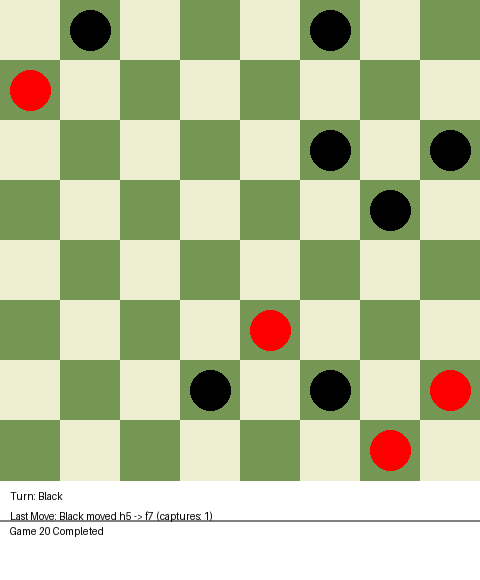 Turn: Black
Last Move: Black moved h5 -> f7 (captures: 1)
Game 20 Completed